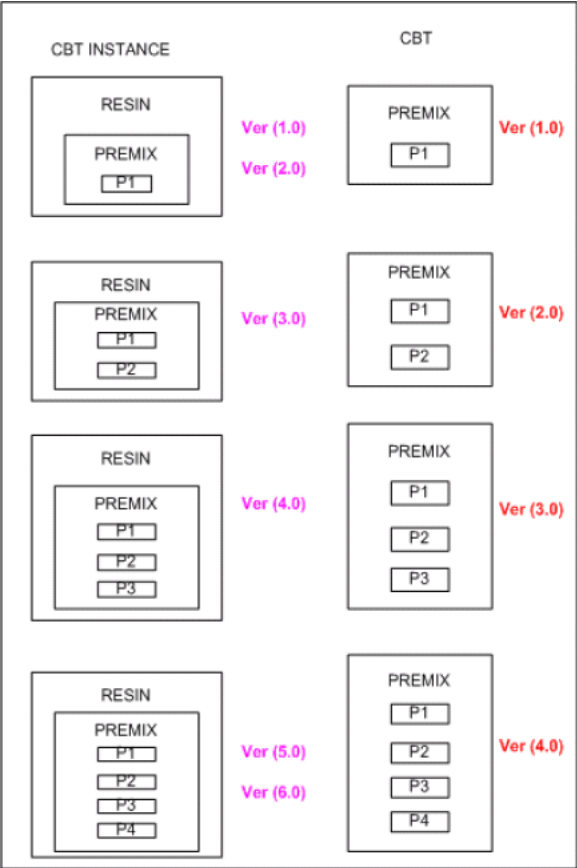 CBT INSTANCE
CBT
RESIN
PREMIX
P1
Ver (1.0)
Ver (2.0)
PREMIX
P1
Ver (1.0)
RESIN
PREMIX
P1
P2
Ver (3.0)
PREMIX
P1
P2
Ver (2.0)
RESIN
PREMIX
P1
P2
P3
Ver (4.0)
PREMIX
P1
P2
P3
Ver (3.0)
RESIN
PREMIX
P1
P2
P3
P4
Ver (5.0)
Ver (6.0)
PREMIX
P1
P2
P3
P4
Ver (4.0)